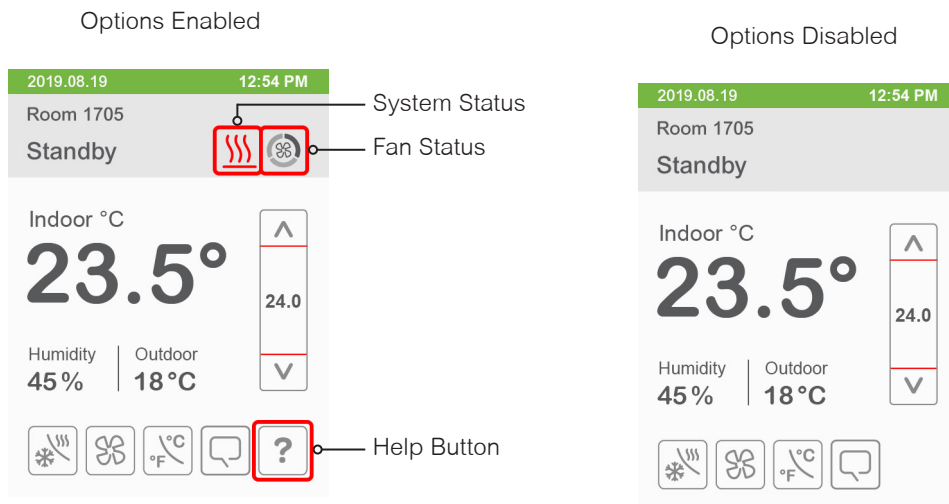 Options Enabled
2019.08.19 12:54 PM
Room 1705
Standby
System Status
Fan Status
Indoor °C
23.5°
24.0
Humidity Outdoor
45% 18°C
°C
°F
?
Help Button
Options Disabled
2019.08.19 12:54 PM
Room 1705
Standby
Indoor °C
23.5°
24.0
Humidity Outdoor
45% 18°C
°C
°F